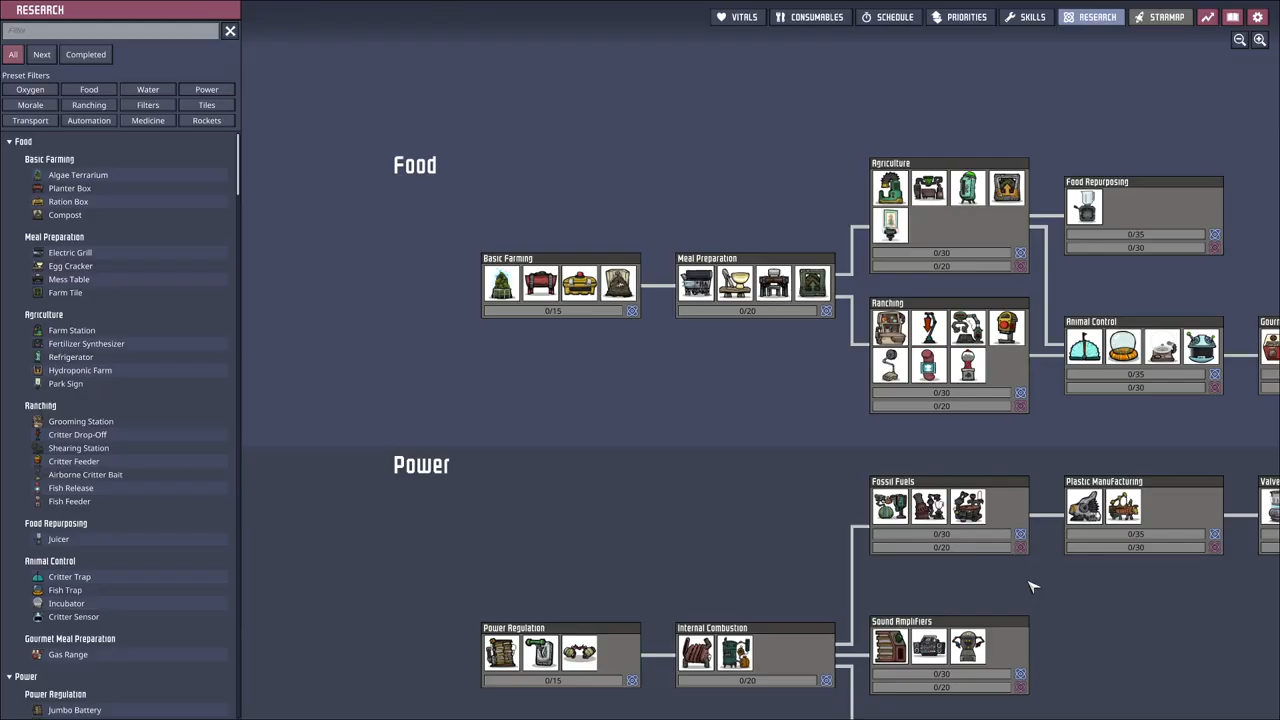 RESEARCH
VITALS
CONSUMABLES
SCHEDULE
PRIORITIES
SKILLS
RESEARCH
STARMAP
Filter
All
Next
Completed
Preset Filters
Oxygen
Food
Water
Power
Morale
Ranching
Filters
Tiles
Transport
Automation
Medicine
Rockets
Food
Basic Farming
Algae Terrarium
Planter Box
Ration Box
Compost
Meal Preparation
Electric Grill
Egg Cracker
Mess Table
Farm Tile
Agriculture
Farm Station
Fertilizer Synthesizer
Refrigerator
Hydroponic Farm
Park Sign
Ranching
Grooming Station
Critter Drop-Off
Shearing Station
Critter Feeder
Airborne Critter Bait
Fish Release
Fish Feeder
Food Repurposing
Juicer
Animal Control
Critter Trap
Fish Trap
Incubator
Critter Sensor
Gourmet Meal Preparation
Gas Range
Power
Power Regulation
Jumbo Battery
Food
Basic Farming
0/15
Meal Preparation
0/20
Agriculture
0/30
0/20
Ranching
0/30
0/20
Food Repurposing
0/35
0/30
Animal Control
0/35
0/30
Gour
Power
Power Regulation
0/15
Internal Combustion
0/20
Fossil Fuels
0/30
0/20
Plastic Manufacturing
0/35
0/30
Valve
Sound Amplifiers
0/30
0/20